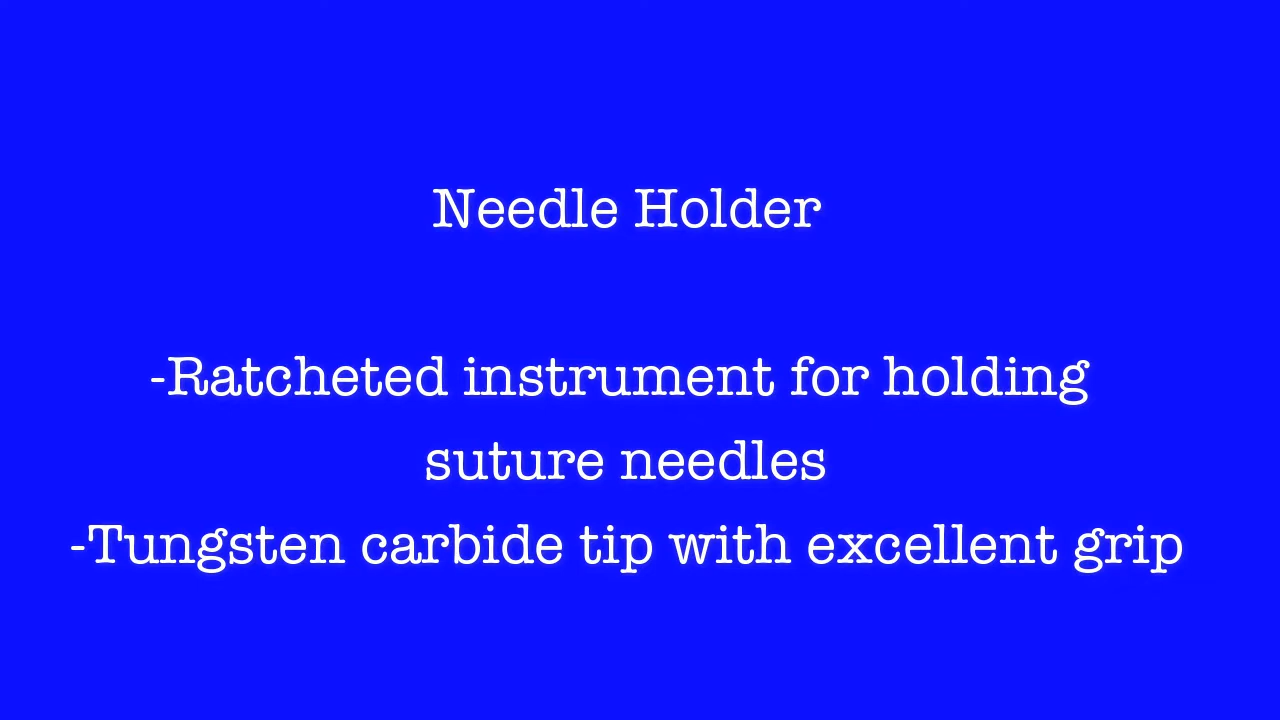 Needle Holder
-Ratcheted instrument for holding
suture needles
-Tungsten carbide tip with excellent grip